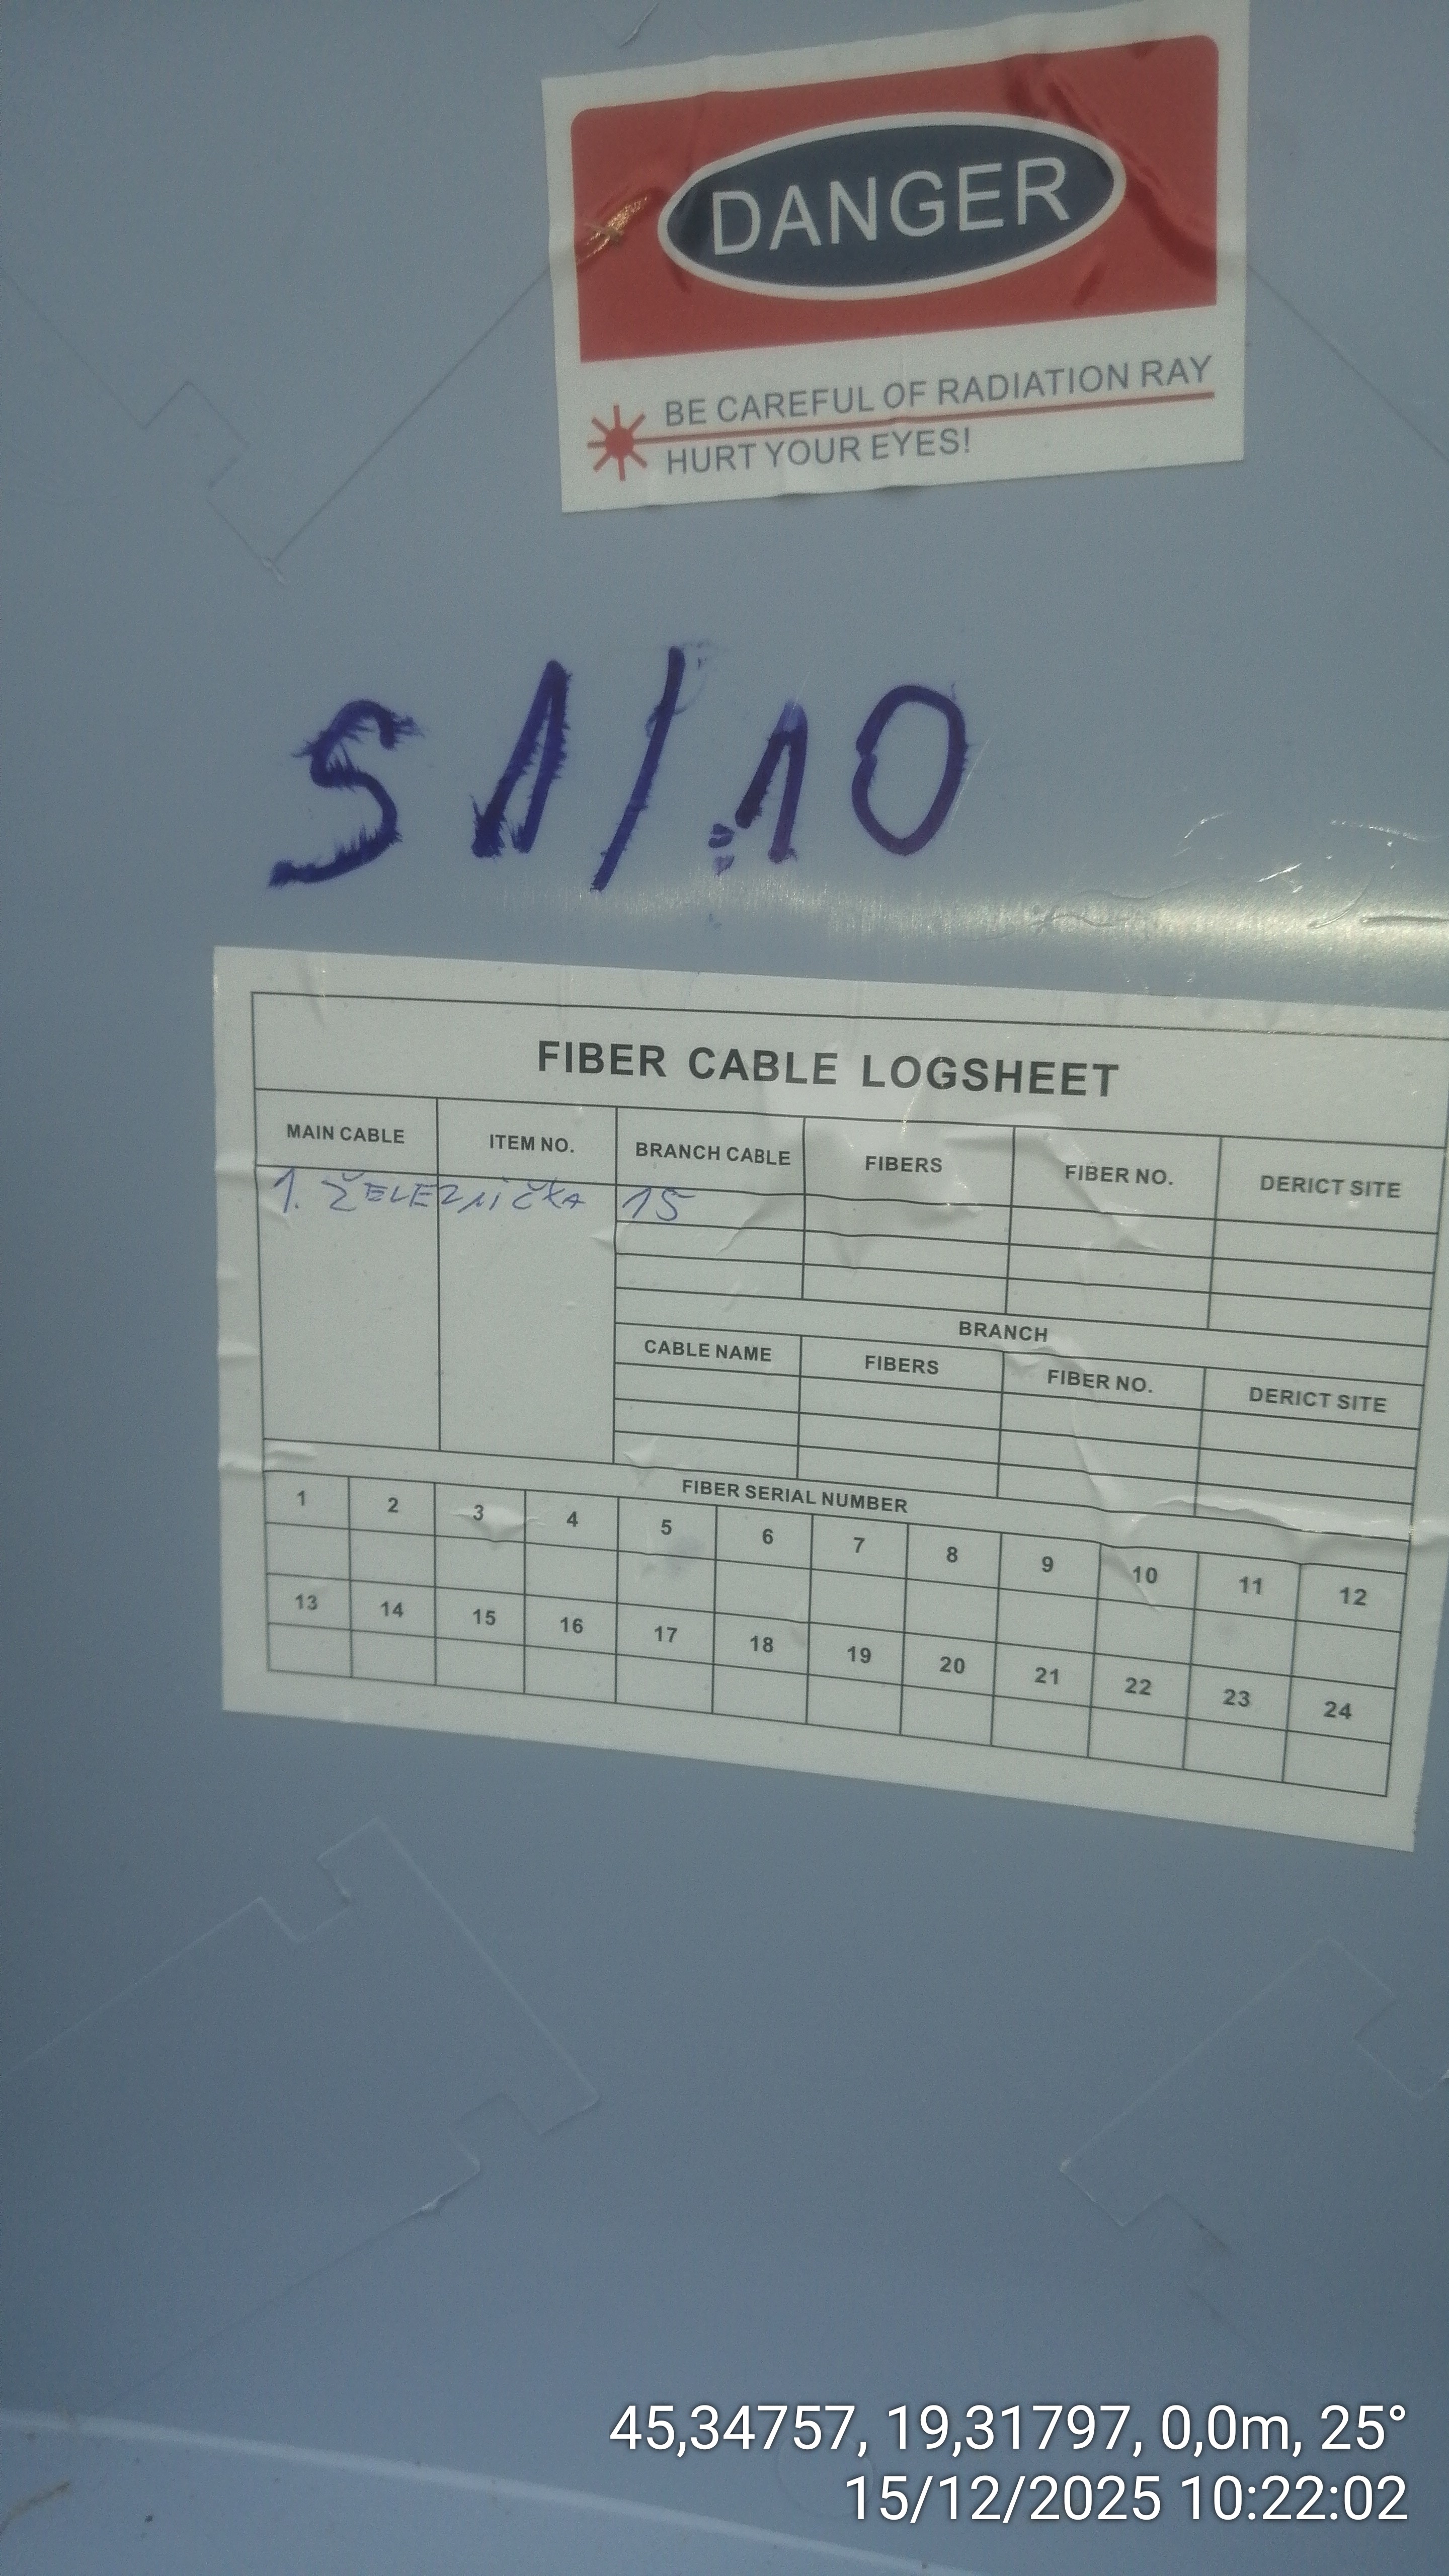 DANGER
BE CAREFUL OF RADIATION RAY
HURT YOUR EYES!
S1/10
FIBER CABLE LOGSHEET
MAIN CABLE ITEM NO. BRANCH CABLE FIBERS FIBER NO. DERICT SITE
1. ŽELEZNIČKA 15
BRANCH
CABLE NAME FIBERS FIBER NO. DERICT SITE
FIBER SERIAL NUMBER
1 2 3 4 5 6 7 8 9 10 11 12
13 14 15 16 17 18 19 20 21 22 23 24
45,34757, 19,31797, 0,0m, 25°
15/12/2025 10:22:02